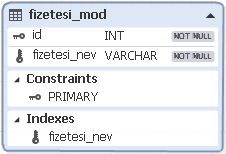 fizetesi_mod
id INT NOT NULL
fizetesi_nev VARCHAR NOT NULL
Constraints
PRIMARY
Indexes
fizetesi_nev